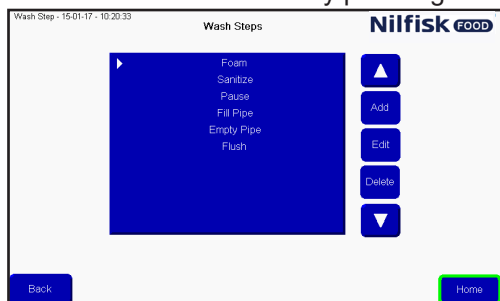 Wash Step - 15-01-17 - 10:20:33
Wash Steps
Nilfisk FOOD
Foam
Sanitize
Pause
Fill Pipe
Empty Pipe
Flush
Add
Edit
Delete
Back
Home